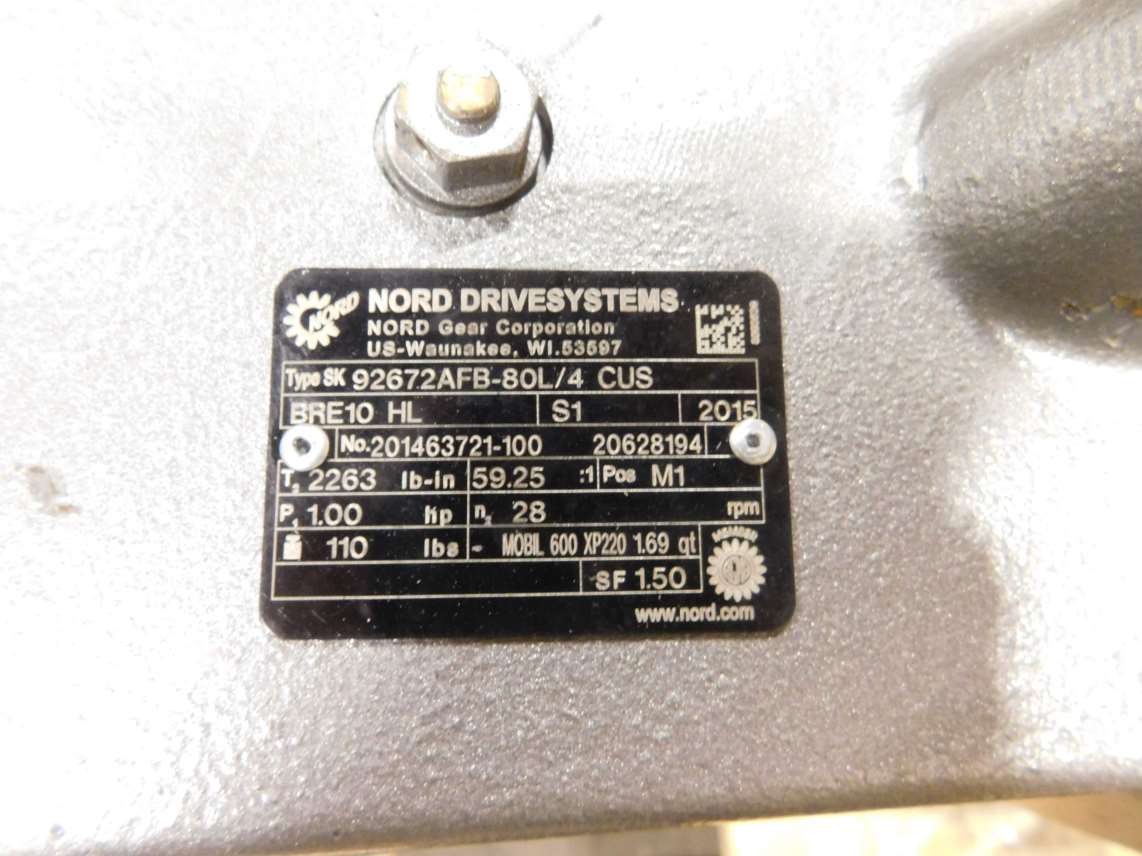 NORD NORD DRIVESYSTEMS
NORD Gear Corporation
US-Waunakee, WI.53597
Type SK 92672AFB-80L/4 CUS
BRE10 HL S1 2015
No. 201463721-100 20628194
T₂ 2263 lb-in 59.25 :1 Pos M1
P₁ 1.00 hp n₂ 28 rpm
110 lbs - MOBIL 600 XP220 1.69 qt
SF 1.50
www.nord.com